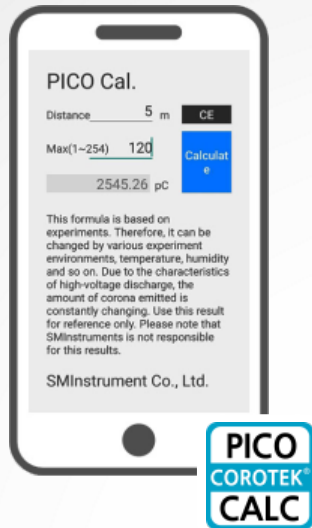 PICO Cal.
Distance 5 m
CE
Max(1~254) 120
Calculat
e
2545.26 pC
This formula is based on
experiments. Therefore, it can be
changed by various experiment
environments, temperature, humidity
and so on. Due to the characteristics
of high-voltage discharge, the
amount of corona emitted is
constantly changing. Use this result
for reference only. Please note that
SMInstruments is not responsible
for this results.
SMInstrument Co., Ltd.
PICO
COROTEK®
CALC